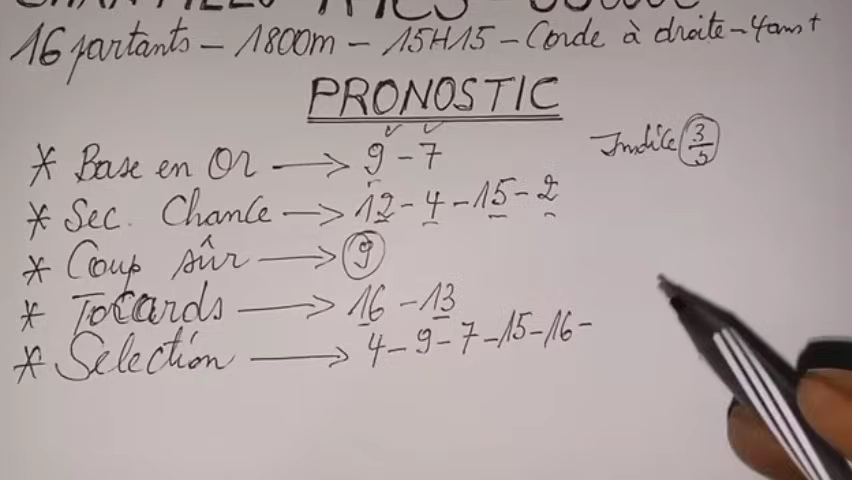 16 partants - 1800m - 15H15 - Corde à droite - 4ans+
PRONOSTIC
Indice 3/5
* Base en Or → 9 - 7
* Sec. Chance → 12 - 4 - 15 - 2
* Coup sûr → 9
* Tocards → 16 - 13
* Sélection → 4 - 9 - 7 - 15 - 16 -